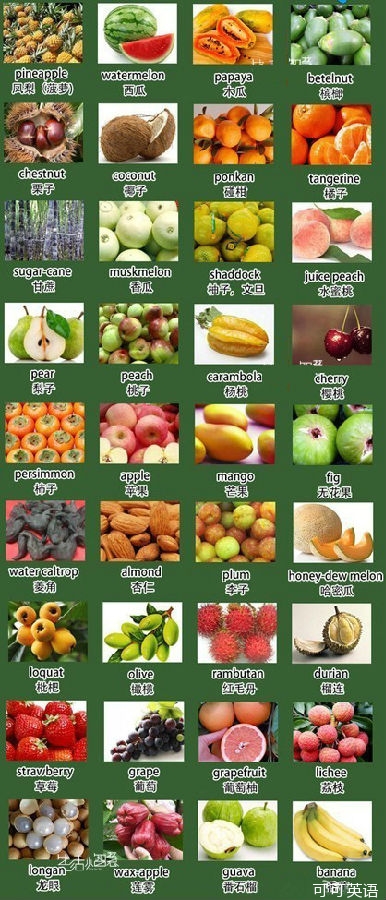 pineapple
凤梨（菠萝）
watermelon
西瓜
papaya
木瓜
betelnut
槟榔
chestnut
栗子
coconut
椰子
ponkan
碰柑
tangerine
橘子
sugar-cane
甘蔗
muskmelon
香瓜
shaddock
柚子，文旦
juice peach
水蜜桃
pear
梨子
peach
桃子
carambola
杨桃
cherry
樱桃
persimmon
柿子
apple
苹果
mango
芒果
fig
无花果
water caltrop
菱角
almond
杏仁
plum
李子
honey-dew melon
哈密瓜
loquat
枇杷
olive
橄榄
rambutan
红毛丹
durian
榴连
strawberry
草莓
grape
葡萄
grapefruit
葡萄柚
lichee
荔枝
longan
龙眼
wax-apple
莲雾
guava
番石榴
banana
可可英语